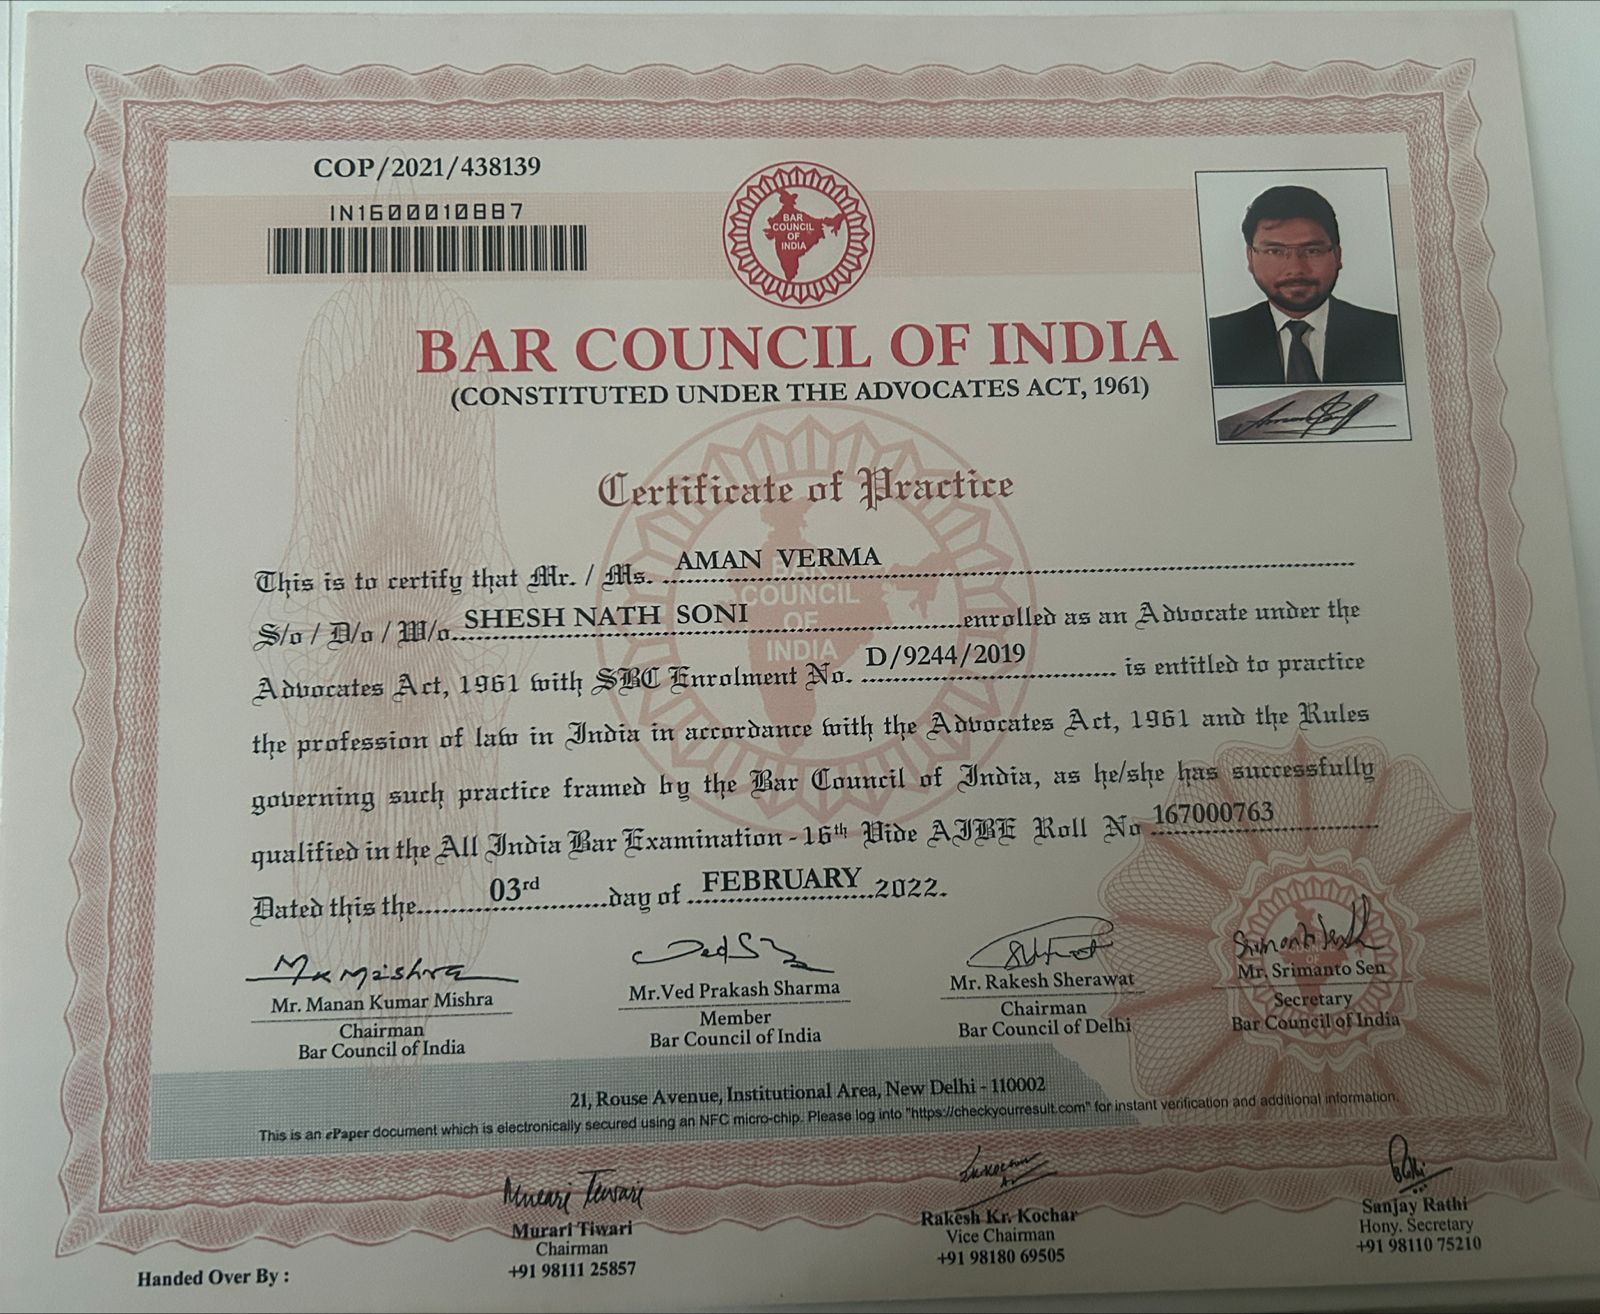 COP/2021/438139
IN1600010887
BAR COUNCIL OF INDIA
BAR COUNCIL OF INDIA
(CONSTITUTED UNDER THE ADVOCATES ACT, 1961)
Certificate of Practice
This is to certify that Mr. / Ms. AMAN VERMA
S/o / D/o / W/o SHESH NATH SONI enrolled as an Advocate under the
Advocates Act, 1961 with SBC Enrolment No. D/9244/2019 is entitled to practice
the profession of law in India in accordance with the Advocates Act, 1961 and the Rules
governing such practice framed by the Bar Council of India, as he/she has successfully
qualified in the All India Bar Examination - 16th Vide AIBE Roll No 167000763
Dated this the 03rd day of FEBRUARY 2022.
Mr. Manan Kumar Mishra
Chairman
Bar Council of India
Mr.Ved Prakash Sharma
Member
Bar Council of India
Mr. Rakesh Sherawat
Chairman
Bar Council of Delhi
Mr. Srimanto Sen
Secretary
Bar Council of India
21, Rouse Avenue, Institutional Area, New Delhi - 110002
This is an ePaper document which is electronically secured using an NFC micro-chip. Please log into "https://checkyourresult.com" for instant verification and additional information.
Handed Over By :
Murari Tiwari
Chairman
+91 98111 25857
Rakesh Kr. Kochar
Vice Chairman
+91 98180 69505
Sanjay Rathi
Hony. Secretary
+91 98110 75210